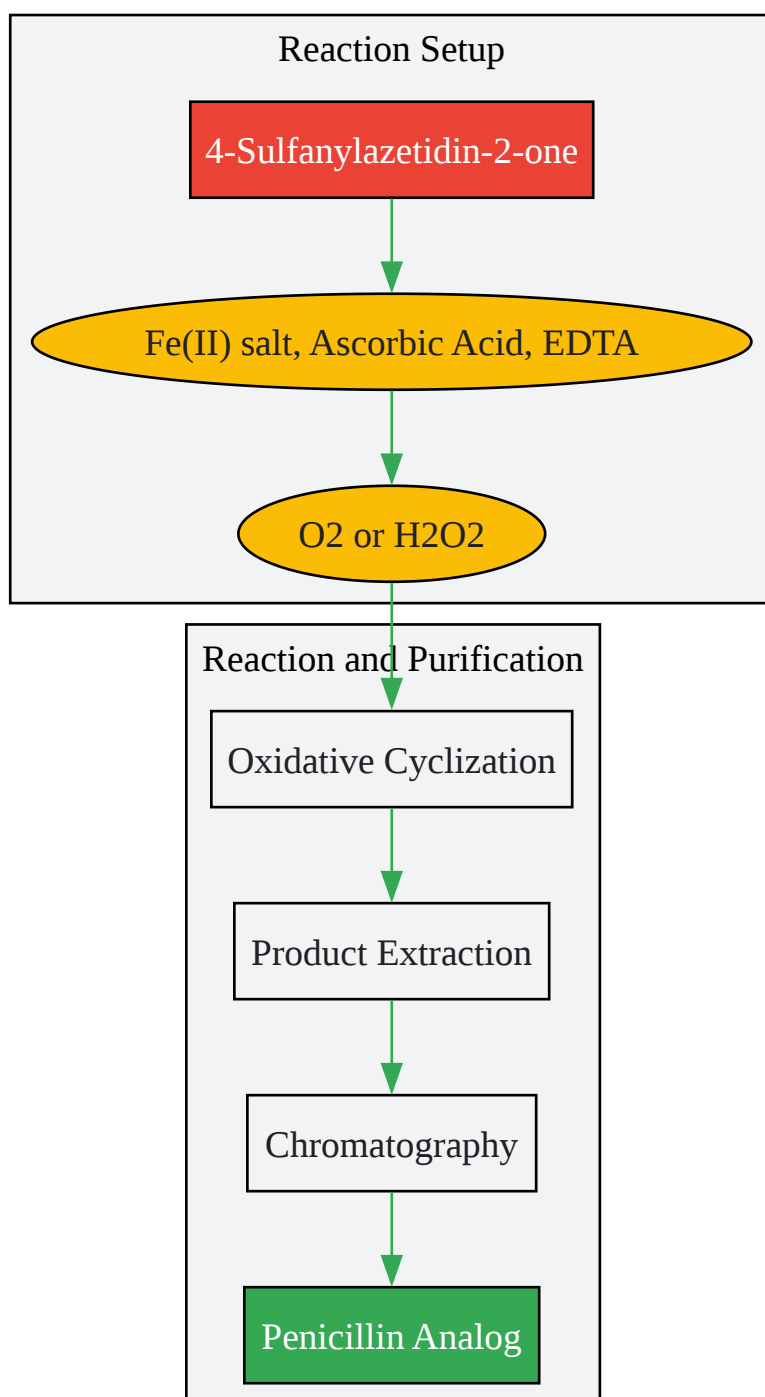 Reaction Setup
4-Sulfanylazetidin-2-one
Fe(II) salt, Ascorbic Acid, EDTA
O2 or H2O2
Reaction and Purification
Oxidative Cyclization
Product Extraction
Chromatography
Penicillin Analog